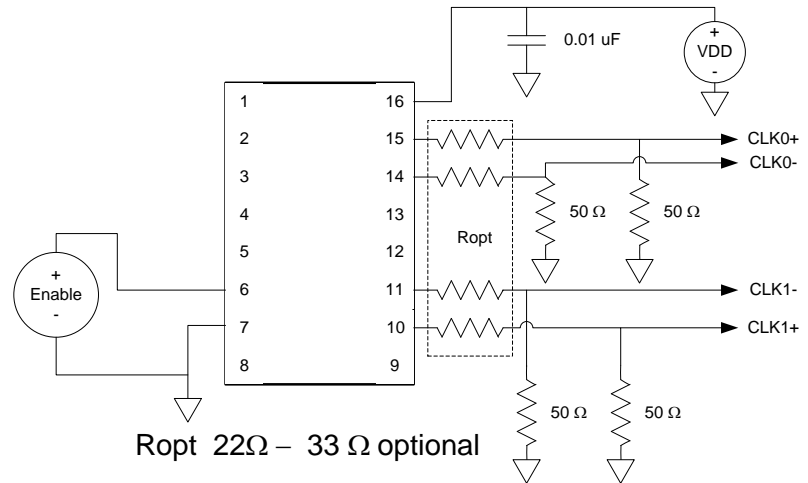 0.01 uF
+
VDD
-
1 16
2 15 CLK0+
CLK0-
3 14
4 13 50 Ω 50 Ω
Ropt
5 12
+
Enable
-
6 11 CLK1-
7 10 CLK1+
8 9
50 Ω 50 Ω
Ropt 22Ω – 33 Ω optional